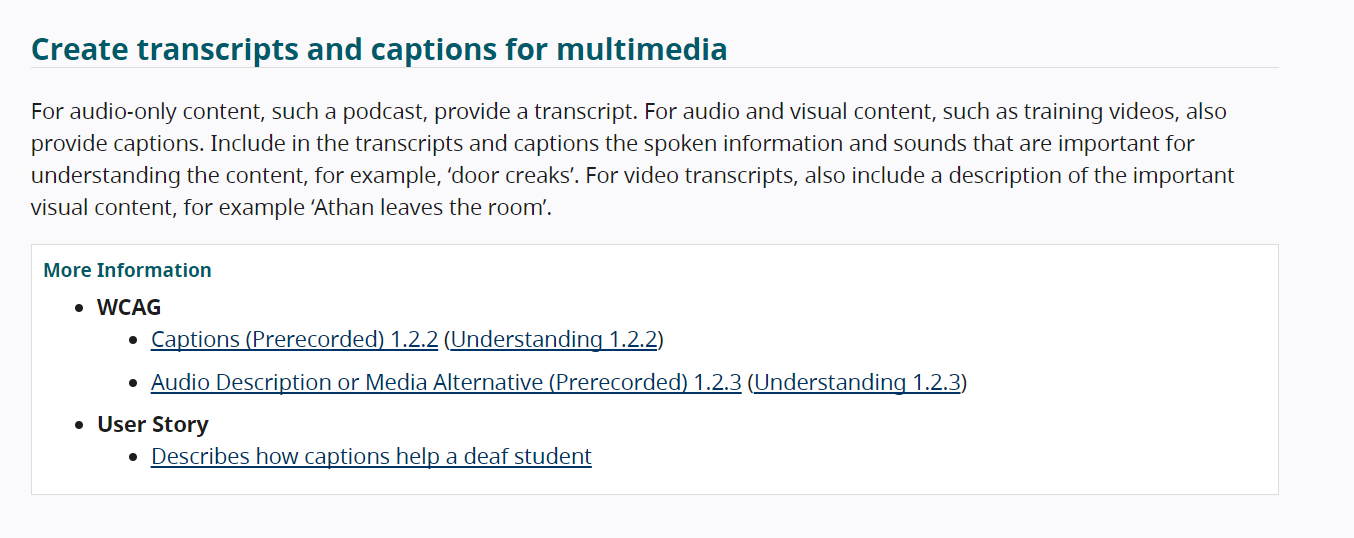 Create transcripts and captions for multimedia
For audio-only content, such a podcast, provide a transcript. For audio and visual content, such as training videos, also
provide captions. Include in the transcripts and captions the spoken information and sounds that are important for
understanding the content, for example, ‘door creaks’. For video transcripts, also include a description of the important
visual content, for example ‘Athan leaves the room’.
More Information
• WCAG
• Captions (Prerecorded) 1.2.2 (Understanding 1.2.2)
• Audio Description or Media Alternative (Prerecorded) 1.2.3 (Understanding 1.2.3)
• User Story
• Describes how captions help a deaf student